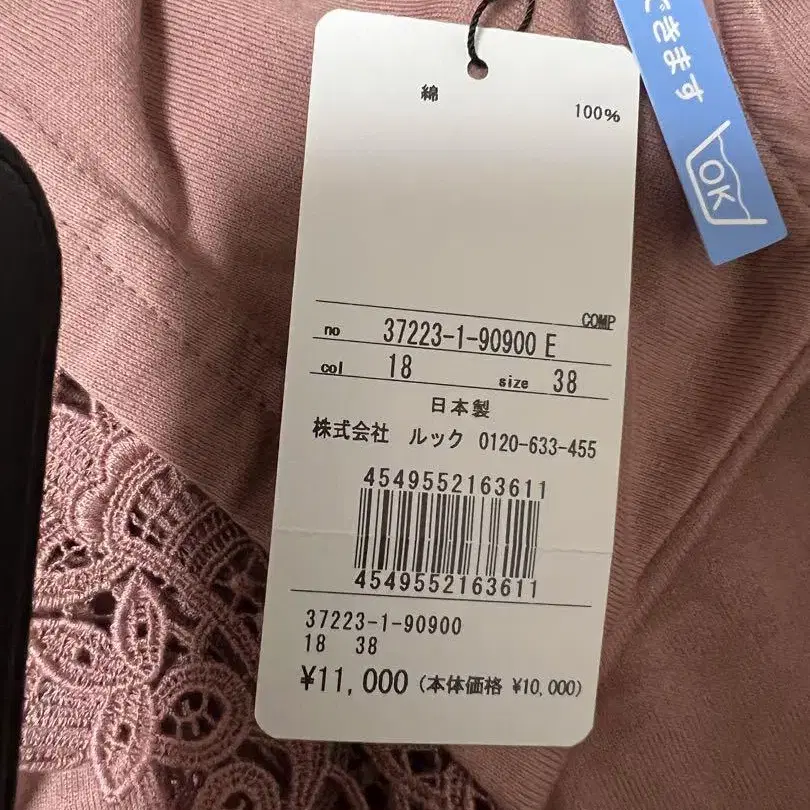 綿
100%
COMP
no 37223-1-90900 E
col 18 size 38
日本製
株式会社 ルック 0120-633-455
4549552163611
4549552163611
37223-1-90900
18 38
¥11,000 (本体価格 ¥10,000)
できます
OK